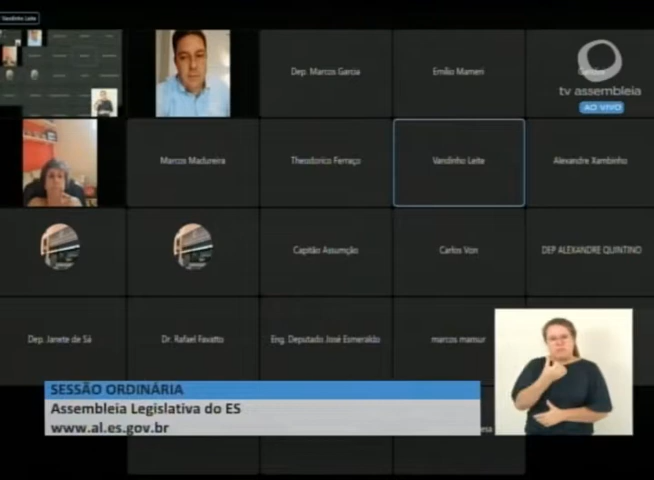 Vandinho Leite
Dep. Marcos Garcia
Emilio Mameri
tv assembleia
AO VIVO
Marcos Madureira
Theodorico Ferraço
Vandinho Leite
Alexandre Xambinho
Capitão Assumção
Carlos Von
DEP ALEXANDRE QUINTINO
Dep. Janete de Sá
Dr. Rafael Favatto
Eng. Deputado José Esmeraldo
marcos mansur
SESSÃO ORDINÁRIA
Assembleia Legislativa do ES
www.al.es.gov.br